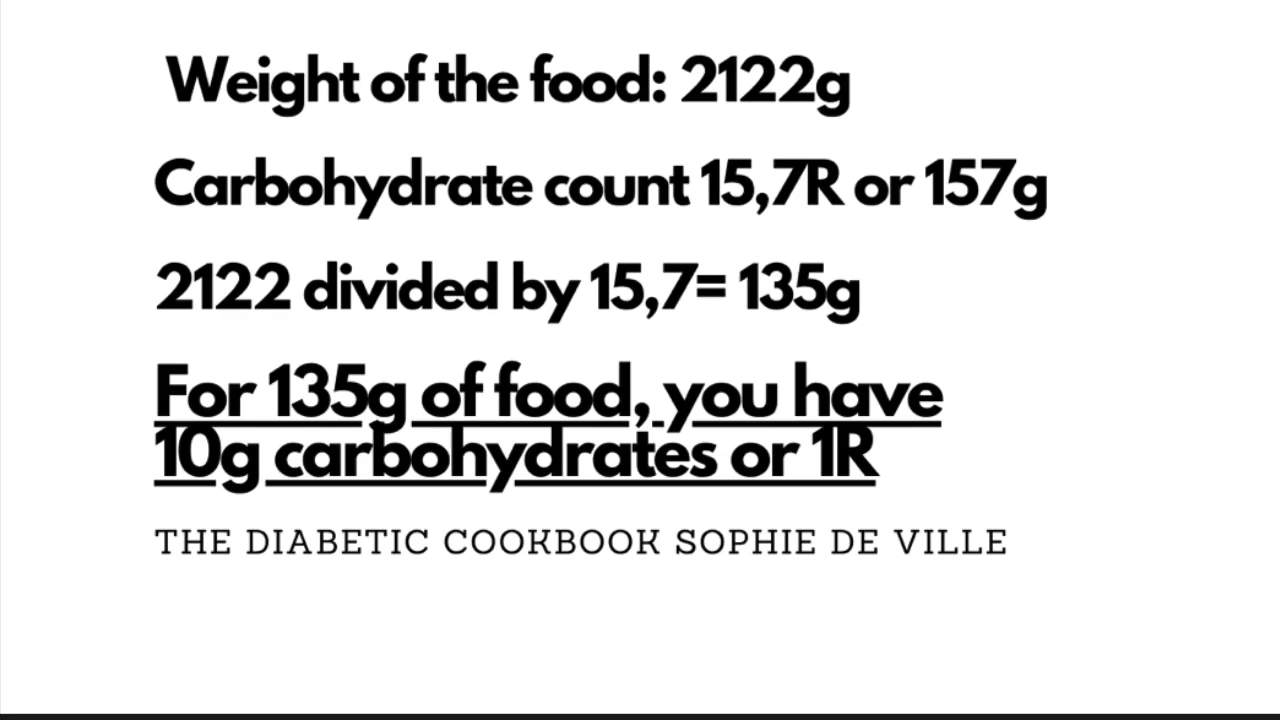 Weight of the food: 2122g
Carbohydrate count 15,7R or 157g
2122 divided by 15,7= 135g
For 135g of food, you have
10g carbohydrates or 1R
THE DIABETIC COOKBOOK SOPHIE DE VILLE